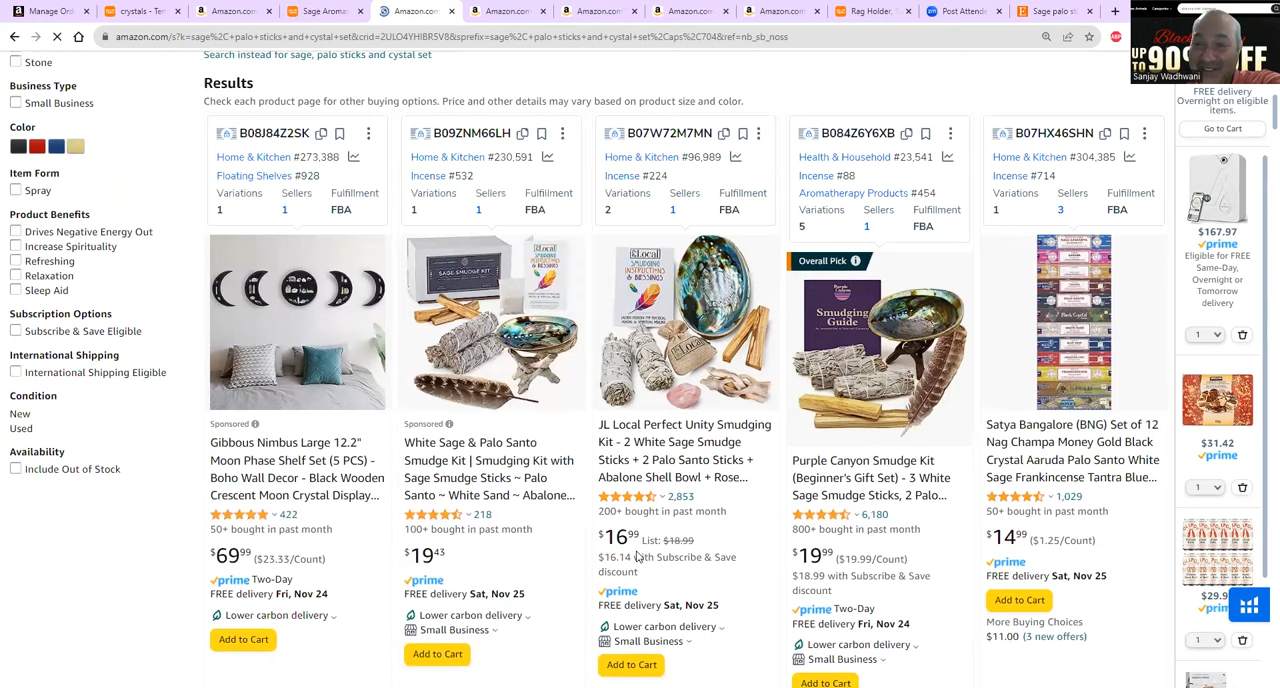 Manage Ord
crystals - Ter
Amazon.com
Sage Aroma
Amazon.com
Amazon.com
Amazon.com
Amazon.com
Amazon.com
Rag Holder,
Post Attende
Sage palo st
amazon.com/s?k=sage%2C+palo+sticks+and+cystal+set&crid=2ULO4YHIBR5V8&sprefix=sage%2C+palo+sticks+and+cystal+set%2Caps%2C704&ref=nb_sb_noss
UP TO 90% OFF
Sanjay Wadhwani
Stone
Business Type
Small Business
Color
Item Form
Spray
Product Benefits
Drives Negative Energy Out
Increase Spirituality
Refreshing
Relaxation
Sleep Aid
Subscription Options
Subscribe & Save Eligible
International Shipping
International Shipping Eligible
Condition
New
Used
Availability
Include Out of Stock
Search instead for sage, palo sticks and cystal set
Results
Check each product page for other buying options. Price and other details may vary based on product size and color.
B08J84Z2SK
Home & Kitchen #273,388
Floating Shelves #928
Variations Sellers Fulfillment
1 1 FBA
Sponsored
Gibbous Nimbus Large 12.2"
Moon Phase Shelf Set (5 PCS) -
Boho Wall Decor - Black Wooden
Crescent Moon Crystal Display...
422
50+ bought in past month
$69.99 ($23.33/Count)
prime Two-Day
FREE delivery Fri, Nov 24
Lower carbon delivery
Add to Cart
B09ZNM66LH
Home & Kitchen #230,591
Incense #532
Variations Sellers Fulfillment
1 1 FBA
SAGE SMUDGE KIT
Local
SMUDGING
INSTRUCTIONS
& BLESSINGS
Sponsored
White Sage & Palo Santo
Smudge Kit | Smudging Kit with
Sage Smudge Sticks ~ Palo
Santo ~ White Sand ~ Abalone...
218
100+ bought in past month
$19.43
prime
FREE delivery Sat, Nov 25
Lower carbon delivery
Small Business
Add to Cart
B07W72M7MN
Home & Kitchen #96,989
Incense #224
Variations Sellers Fulfillment
2 1 FBA
Local
SMUDGING
INSTRUCTIONS
& BLESSINGS
JL Local Perfect Unity Smudging
Kit - 2 White Sage Smudge
Sticks + 2 Palo Santo Sticks +
Abalone Shell Bowl + Rose...
2,853
200+ bought in past month
$16.99 List: $18.99
$16.14 with Subscribe & Save
discount
prime
FREE delivery Sat, Nov 25
Lower carbon delivery
Small Business
Add to Cart
B084Z6Y6XB
Health & Household #23,541
Incense #88
Aromatherapy Products #454
Variations Sellers Fulfillment
5 1 FBA
Overall Pick
Purple Canyon
Smudging
Guide
Purple Canyon Smudge Kit
(Beginner's Gift Set) - 3 White
Sage Smudge Sticks, 2 Palo...
6,180
800+ bought in past month
$19.99 ($19.99/Count)
$18.99 with Subscribe & Save
discount
prime Two-Day
FREE delivery Fri, Nov 24
Lower carbon delivery
Small Business
Add to Cart
B07HX46SHN
Home & Kitchen #304,385
Incense #714
Variations Sellers Fulfillment
1 3 FBA
Satya Bangalore (BNG) Set of 12
Nag Champa Money Gold Black
Crystal Aaruda Palo Santo White
Sage Frankincense Tantra Blue...
1,029
50+ bought in past month
$14.99 ($1.25/Count)
prime
FREE delivery Sat, Nov 25
Add to Cart
More Buying Choices
$11.00 (3 new offers)
FREE delivery
Overnight on eligible
items.
Go to Cart
$167.97
prime
Eligible for FREE
Same-Day,
Overnight or
Tomorrow
delivery
1
$31.42
prime
1
$29.9
prim
1